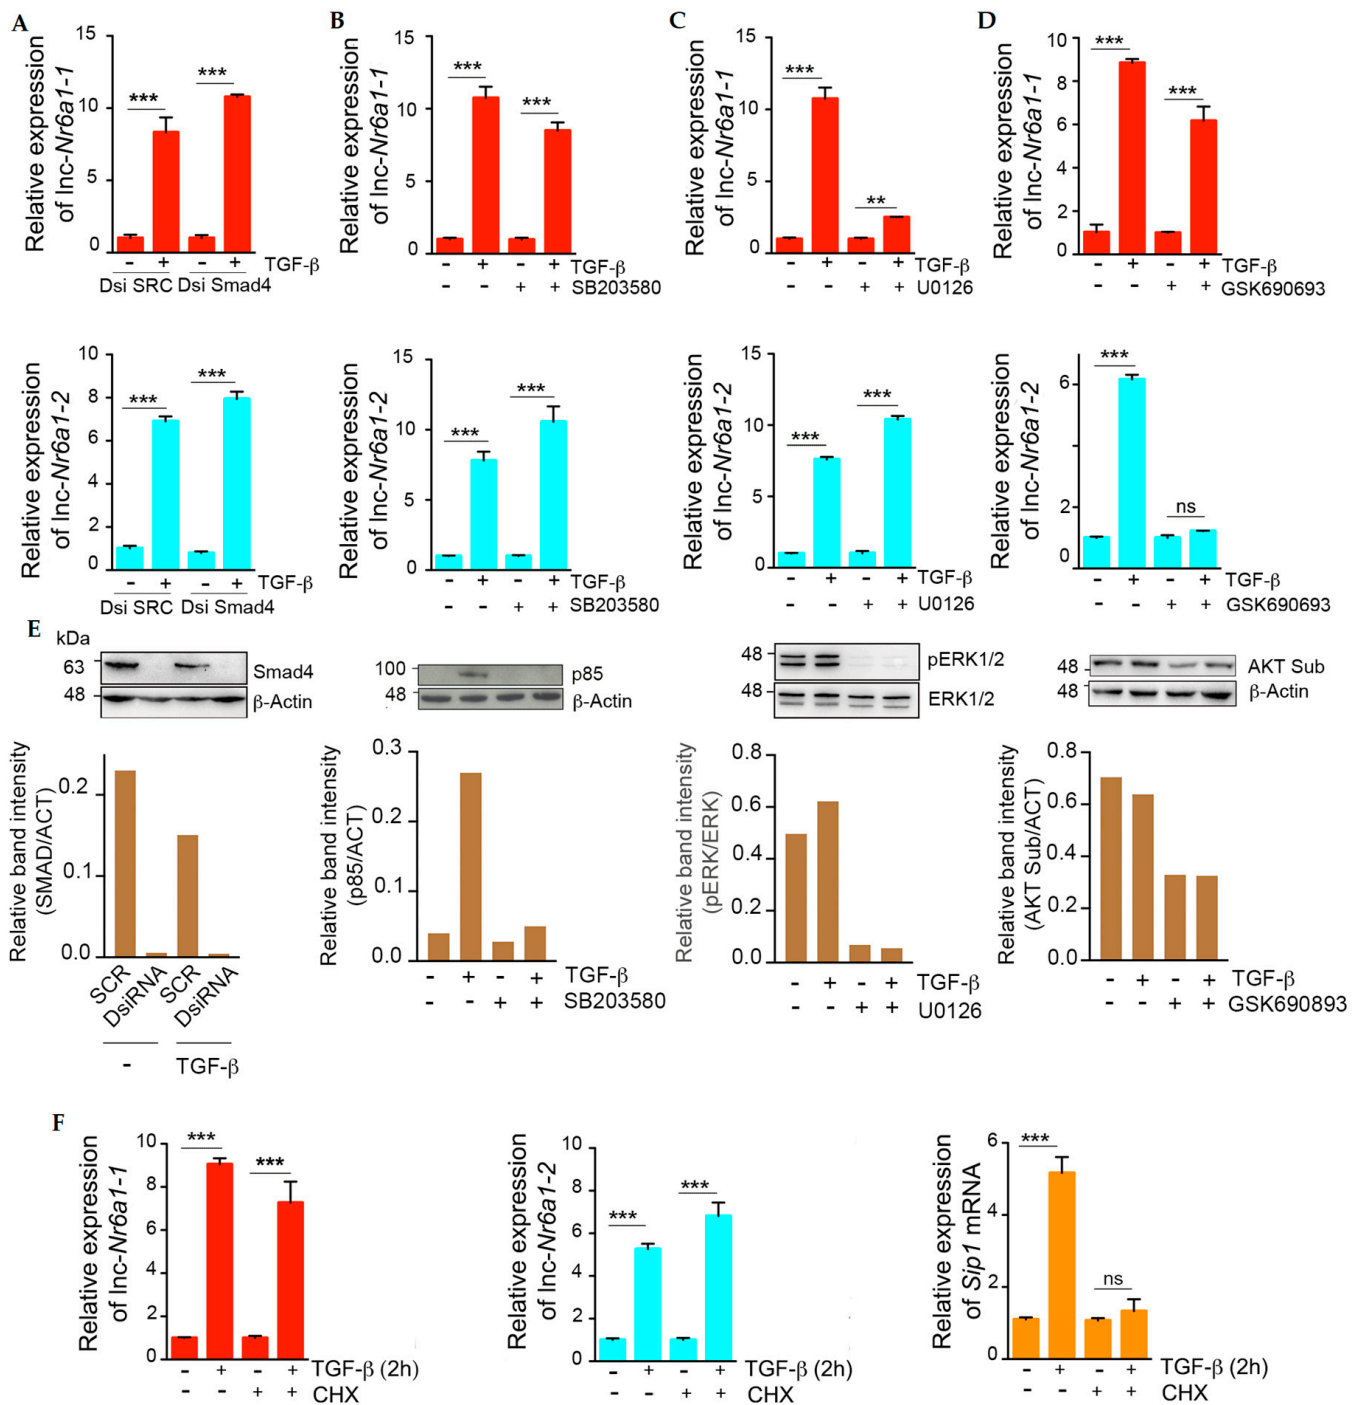 A
Relative expression
of lnc-Nr6a1-1
15
10
5
0
***
***
- + - + TGF-β
Dsi SRC Dsi Smad4
B
Relative expression
of lnc-Nr6a1-1
15
10
5
0
***
***
- + - + TGF-β
- - + + SB203580
C
Relative expression
of lnc-Nr6a1-1
15
10
5
0
***
**
- + - + TGF-β
- - + + U0126
D
Relative expression
of lnc-Nr6a1-1
10
8
6
4
2
0
***
***
- + - + TGF-β
- - + + GSK690693
Relative expression
of lnc-Nr6a1-2
10
8
6
4
2
0
***
***
- + - + TGF-β
Dsi SRC Dsi Smad4
Relative expression
of lnc-Nr6a1-2
15
10
5
0
***
***
- + - + TGF-β
- - + + SB203580
Relative expression
of lnc-Nr6a1-2
15
10
5
0
***
***
- + - + TGF-β
- - + + U0126
Relative expression
of lnc-Nr6a1-2
6
2
0
***
ns
- + - + TGF-β
- - + + GSK690693
E
kDa
63
Smad4
48
β-Actin
100
p85
48
β-Actin
48
pERK1/2
48
ERK1/2
48
AKT Sub
48
β-Actin
Relative band intensity
(SMAD/ACT)
0.2
0.1
0.0
SCR
DsiRNA
SCR
DsiRNA
- TGF-β
Relative band intensity
(p85/ACT)
0.3
0.2
0.1
0.0
- + - + TGF-β
- - + + SB203580
Relative band intensity
(pERK/ERK)
0.8
0.6
0.4
0.2
0.0
- + - + TGF-β
- - + + U0126
Relative band intensity
(AKT Sub/ACT)
0.8
0.6
0.4
0.2
0.0
- + - + TGF-β
- - + + GSK690893
F
Relative expression
of lnc-Nr6a1-1
10
8
6
4
2
0
***
***
- + - + TGF-β (2h)
- - + + CHX
Relative expression
of lnc-Nr6a1-2
10
8
6
4
2
0
***
***
- + - + TGF-β (2h)
- - + + CHX
Relative expression
of Sip1 mRNA
6
4
2
0
***
ns
- + - + TGF-β (2h)
- - + + CHX